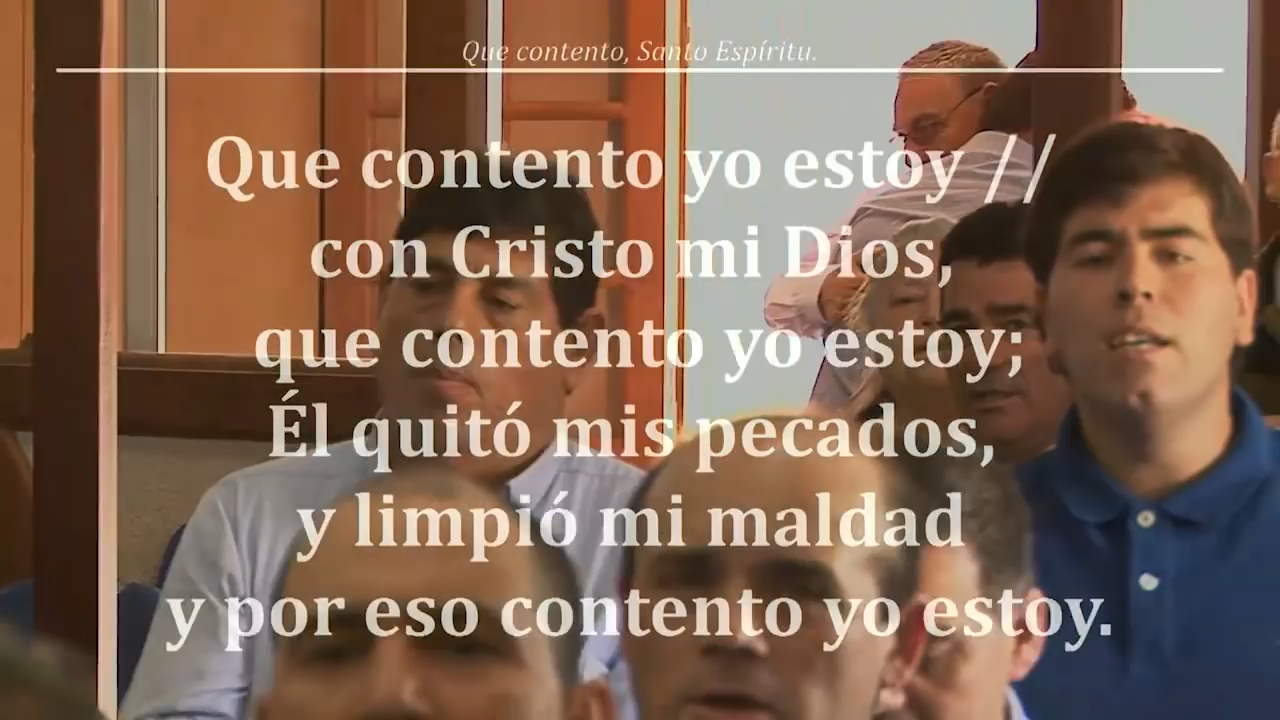 Que contento, Santo Espíritu.
Que contento yo estoy //
con Cristo mi Dios,
que contento yo estoy;
Él quitó mis pecados,
y limpió mi maldad
y por eso contento yo estoy.